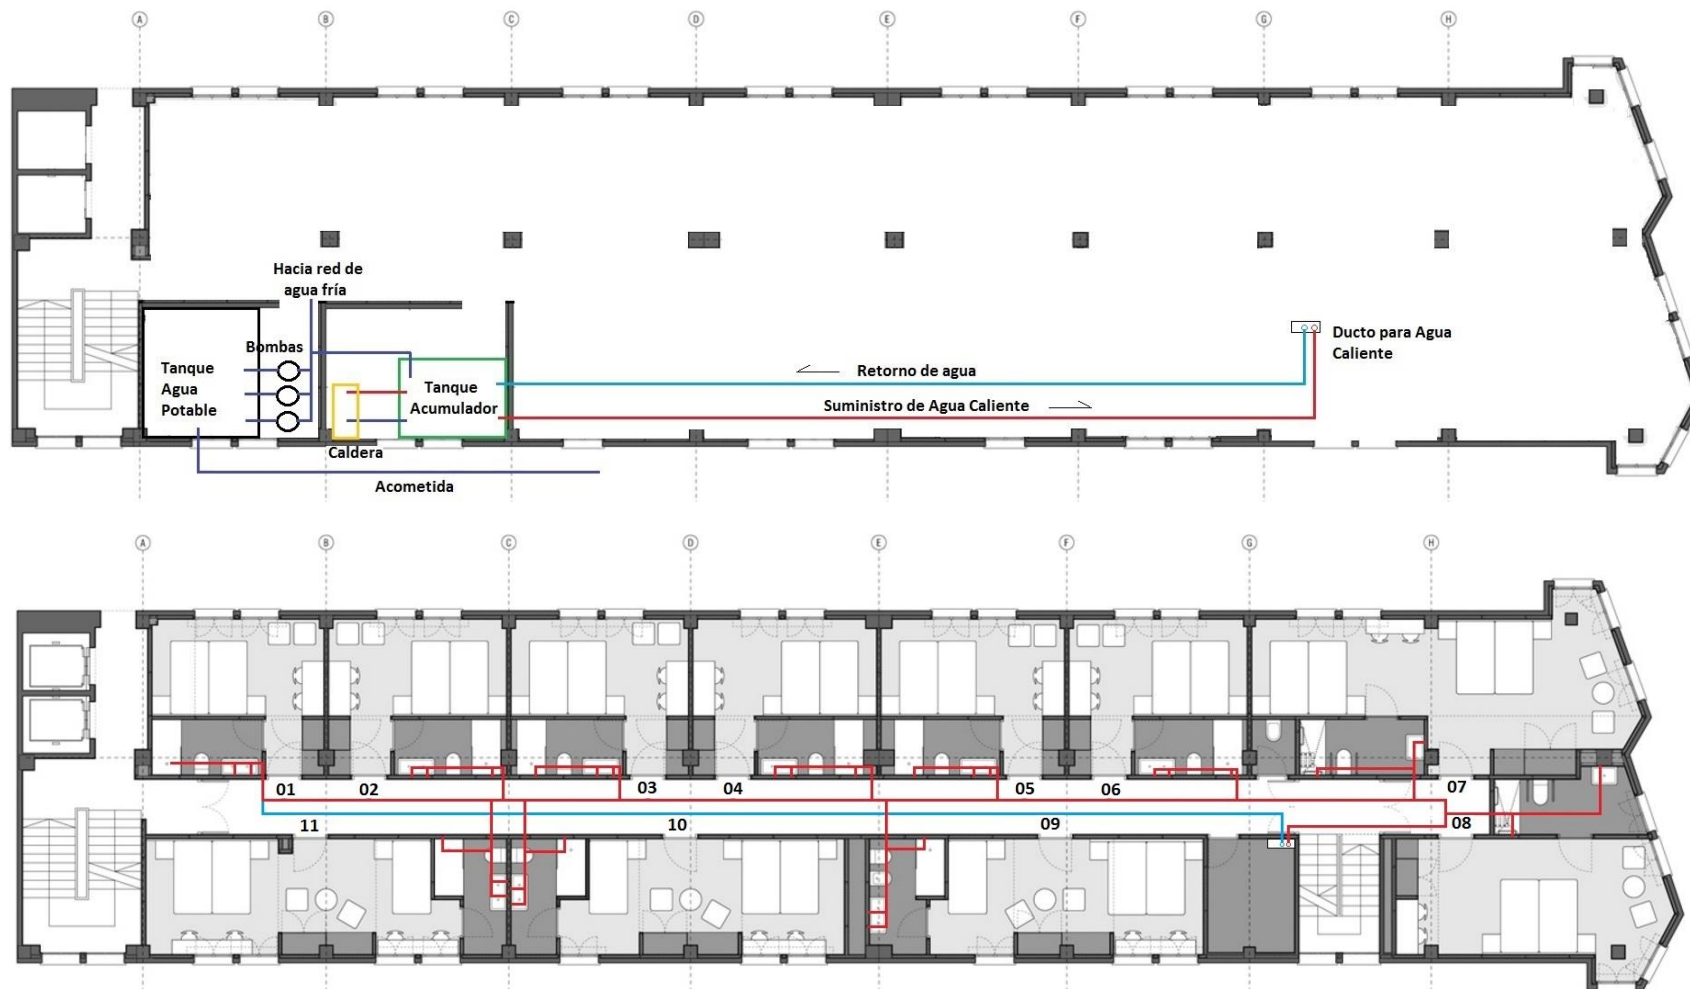 A B C D E F G H
Hacia red de
agua fría
Bombas
Tanque
Agua
Potable
Tanque
Acumulador
Caldera
Acometida
Retorno de agua
Suministro de Agua Caliente
Ducto para Agua
Caliente
A B C D E F G H
01 02 03 04 05 06 07
11 10 09 08